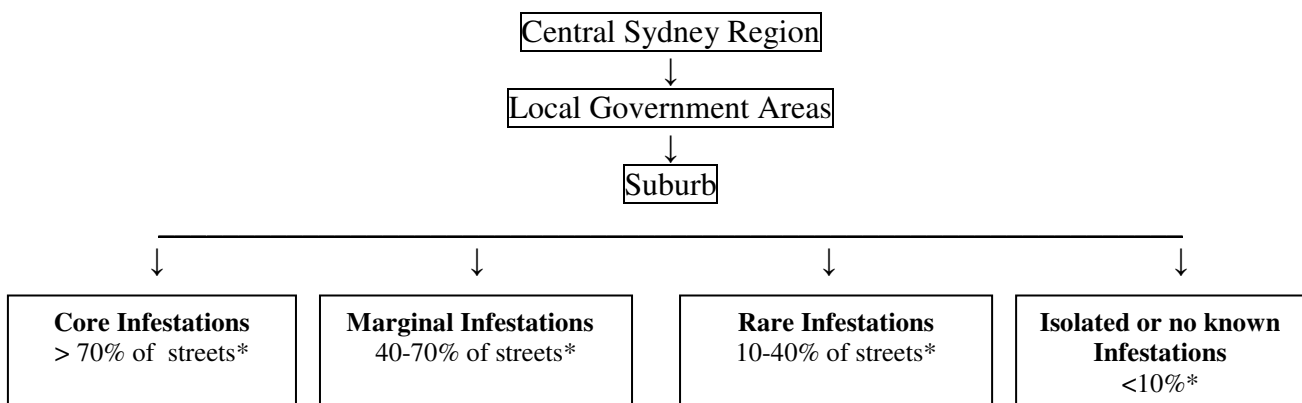 Central Sydney Region
↓
Local Government Areas
↓
Suburb
↓ ↓ ↓ ↓
Core Infestations
> 70% of streets*
Marginal Infestations
40-70% of streets*
Rare Infestations
10-40% of streets*
Isolated or no known
Infestations
<10%*